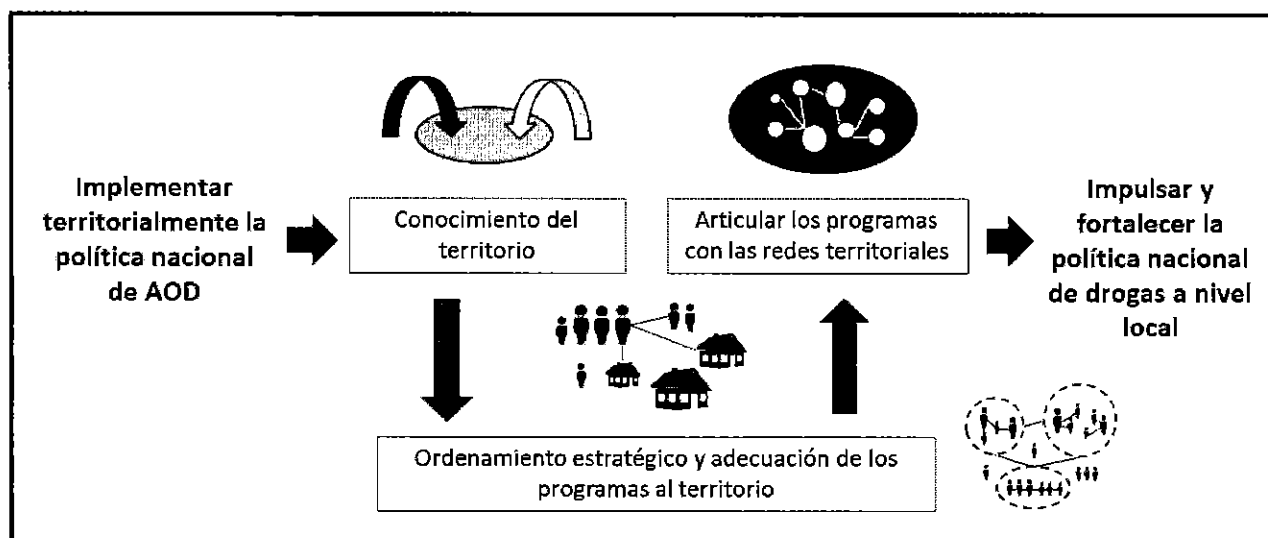 Implementar
territorialmente la
política nacional
de AOD
Conocimiento del
territorio
Ordenamiento estratégico y adecuación de los
programas al territorio
Articular los programas
con las redes territoriales
Impulsar y
fortalecer la
política nacional
de drogas a nivel
local